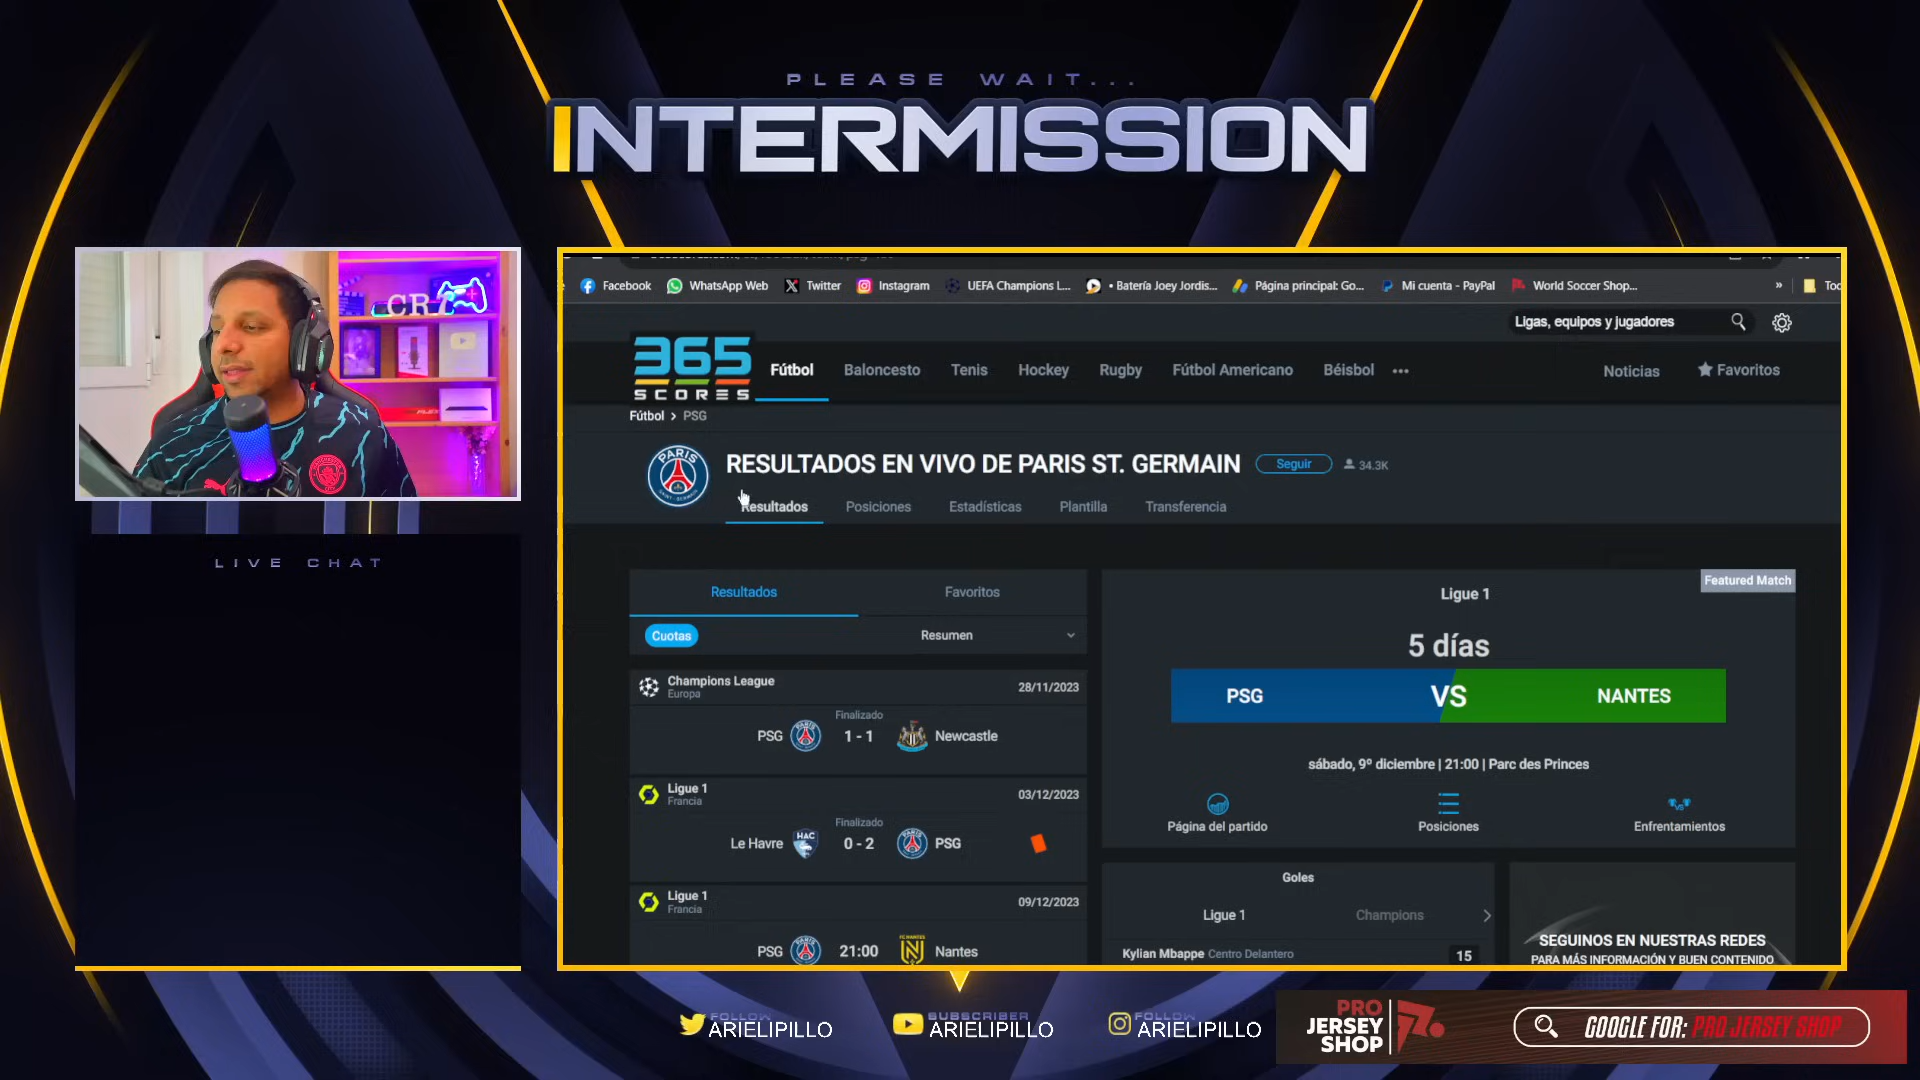 PLEASE WAIT...
INTERMISSION
CRZ
Facebook
WhatsApp Web
Twitter
Instagram
UEFA Champions L...
• Batería Joey Jordis...
Página principal: Go...
Mi cuenta - PayPal
World Soccer Shop...
»
Ligas, equipos y jugadores
365
SCORES
Fútbol
Baloncesto
Tenis
Hockey
Rugby
Fútbol Americano
Béisbol
Noticias
Favoritos
Fútbol > PSG
PARIS
RESULTADOS EN VIVO DE PARIS ST. GERMAIN
Seguir
34.3K
Resultados
Posiciones
Estadísticas
Plantilla
Transferencia
LIVE CHAT
Resultados
Favoritos
Cuotas
Resumen
Champions League
Europa
28/11/2023
Finalizado
PSG 1 - 1 Newcastle
Ligue 1
Francia
03/12/2023
Finalizado
Le Havre HAC 0 - 2 PSG
Ligue 1
Francia
09/12/2023
PSG 21:00 Nantes
Featured Match
Ligue 1
5 días
PSG VS NANTES
sábado, 9º diciembre | 21:00 | Parc des Princes
Página del partido
Posiciones
Enfrentamientos
Goles
Ligue 1
Champions
Kylian Mbappe Centro Delantero
15
SEGUINOS EN NUESTRAS REDES
PARA MÁS INFORMACIÓN Y BUEN CONTENIDO
FOLLOW
ARIELIPILLO
SUBSCRIBER
ARIELIPILLO
FOLLOW
ARIELIPILLO
PRO
JERSEY
SHOP
GOOGLE FOR: PRO JERSEY SHOP